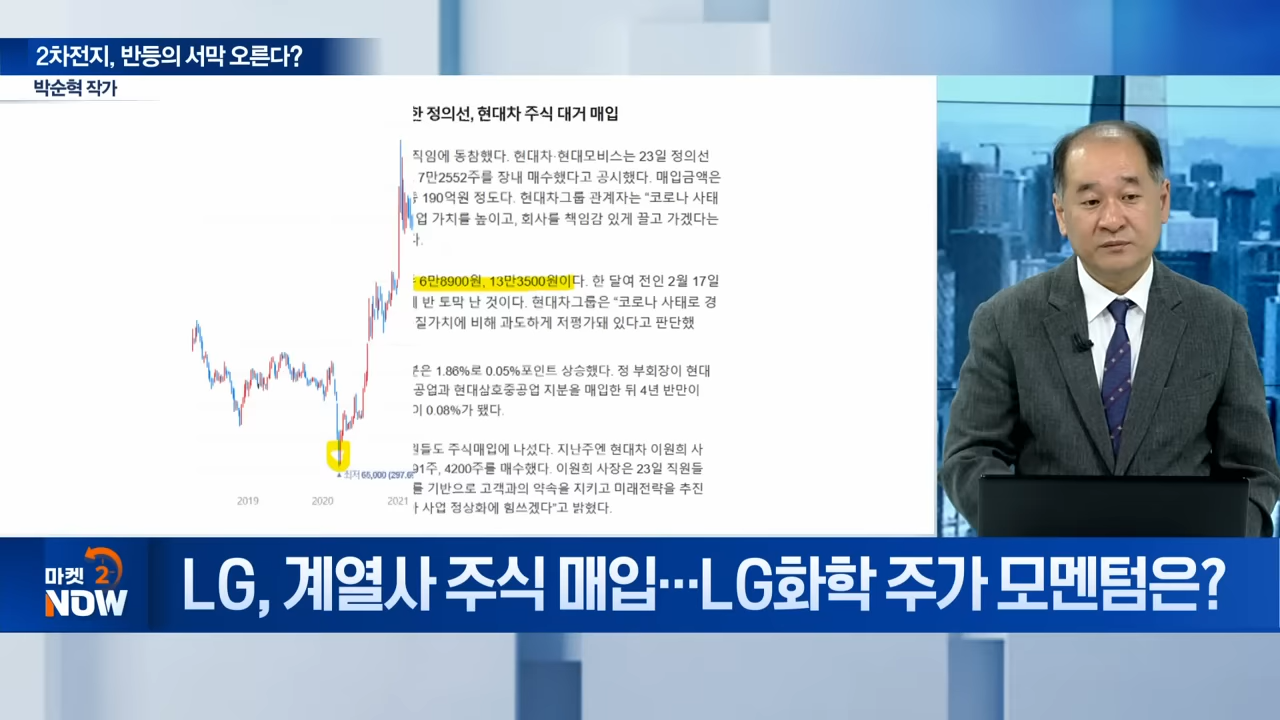 2차전지, 반등의 서막 오른다?
박순혁 작가
한 정의선, 현대차 주식 대거 매입
직임에 동참했다. 현대차·현대모비스는 23일 정의선
7만2552주를 장내 매수했다고 공시했다. 매입금액은
190억원 정도다. 현대차그룹 관계자는 “코로나 사태
업 가치를 높이고, 회사를 책임감 있게 끌고 가겠다는
다.
6만8900원, 13만3500원이다. 한 달여 전인 2월 17일
반 토막 난 것이다. 현대차그룹은 “코로나 사태로 경
질가치에 비해 과도하게 저평가돼 있다고 판단했
은 1.86%로 0.05%포인트 상승했다. 정 부회장이 현대
공업과 현대삼호중공업 지분을 매입한 뒤 4년 반만이
이 0.08%가 됐다.
원들도 주식매입에 나섰다. 지난주엔 현대차 이원희 사
91주, 4200주를 매수했다. 이원희 사장은 23일 직원들
를 기반으로 고객과의 약속을 지키고 미래전략을 추진
사업 정상화에 힘쓰겠다”고 밝혔다.
▲ 최저 65,000 (297.6
2019 2020 2021
마켓 2
NOW
LG, 계열사 주식 매입…LG화학 주가 모멘텀은?